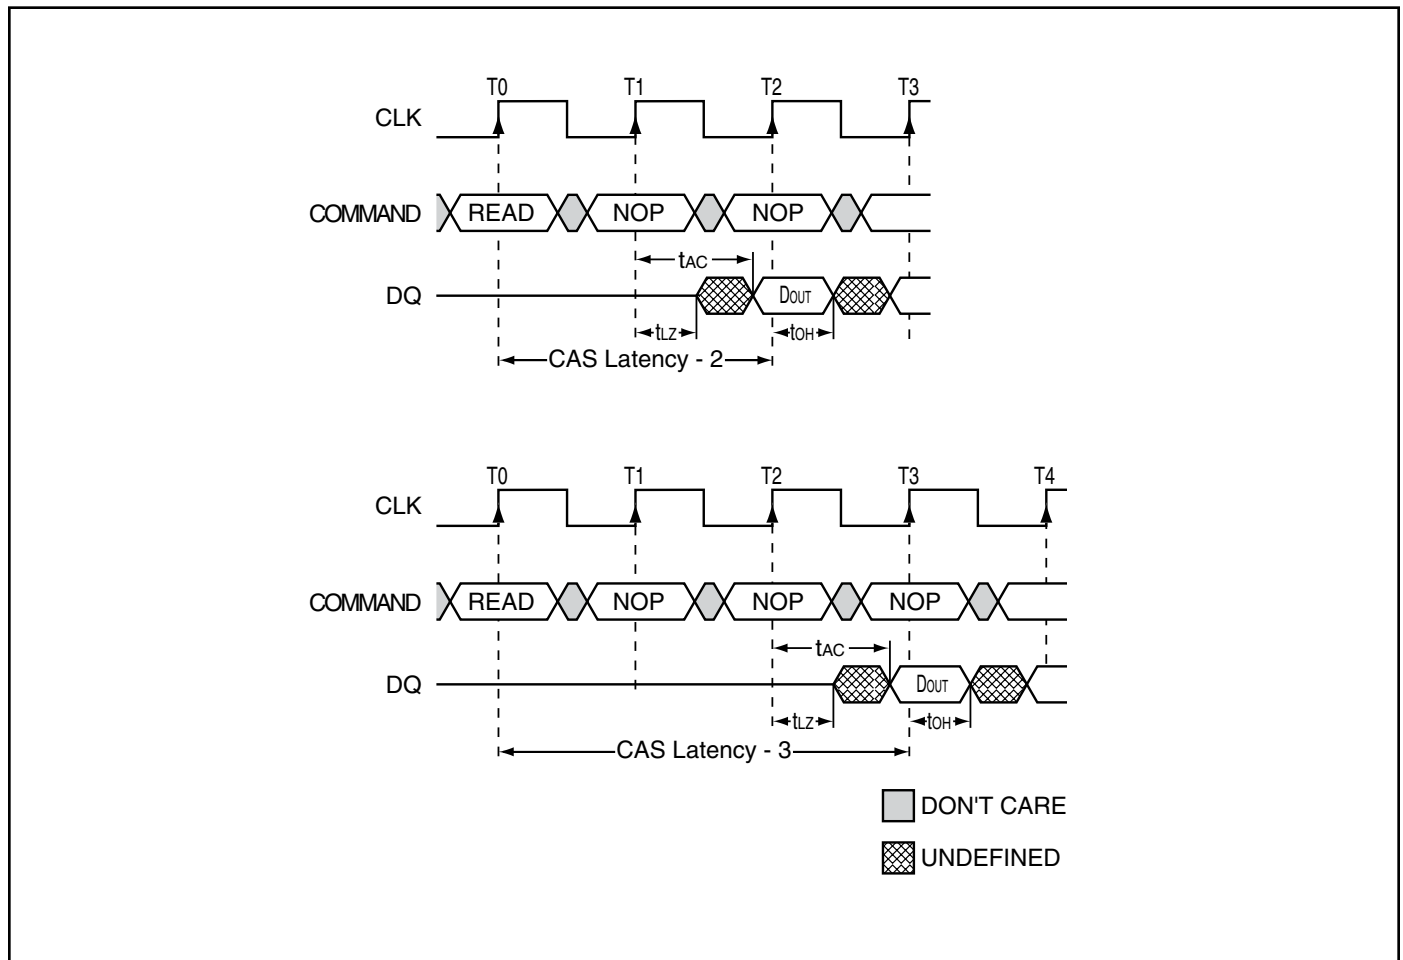 T0 T1 T2 T3
CLK
COMMAND READ NOP NOP
tAC
DQ DOUT
tLZ tOH
CAS Latency - 2
T0 T1 T2 T3 T4
CLK
COMMAND READ NOP NOP NOP
tAC
DQ DOUT
tLZ tOH
CAS Latency - 3
DON'T CARE
UNDEFINED